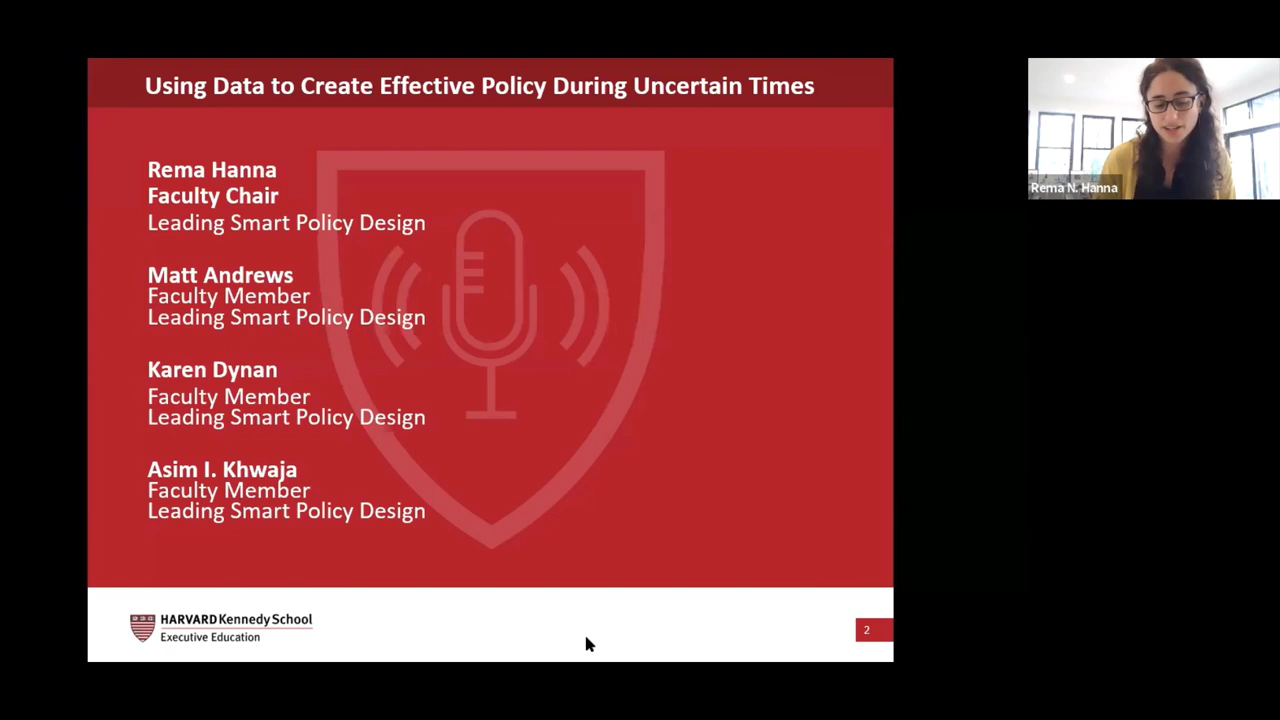 Using Data to Create Effective Policy During Uncertain Times
Rema Hanna
Faculty Chair
Leading Smart Policy Design
Matt Andrews
Faculty Member
Leading Smart Policy Design
Karen Dynan
Faculty Member
Leading Smart Policy Design
Asim I. Khwaja
Faculty Member
Leading Smart Policy Design
HARVARD Kennedy School
Executive Education
2
Rema N. Hanna